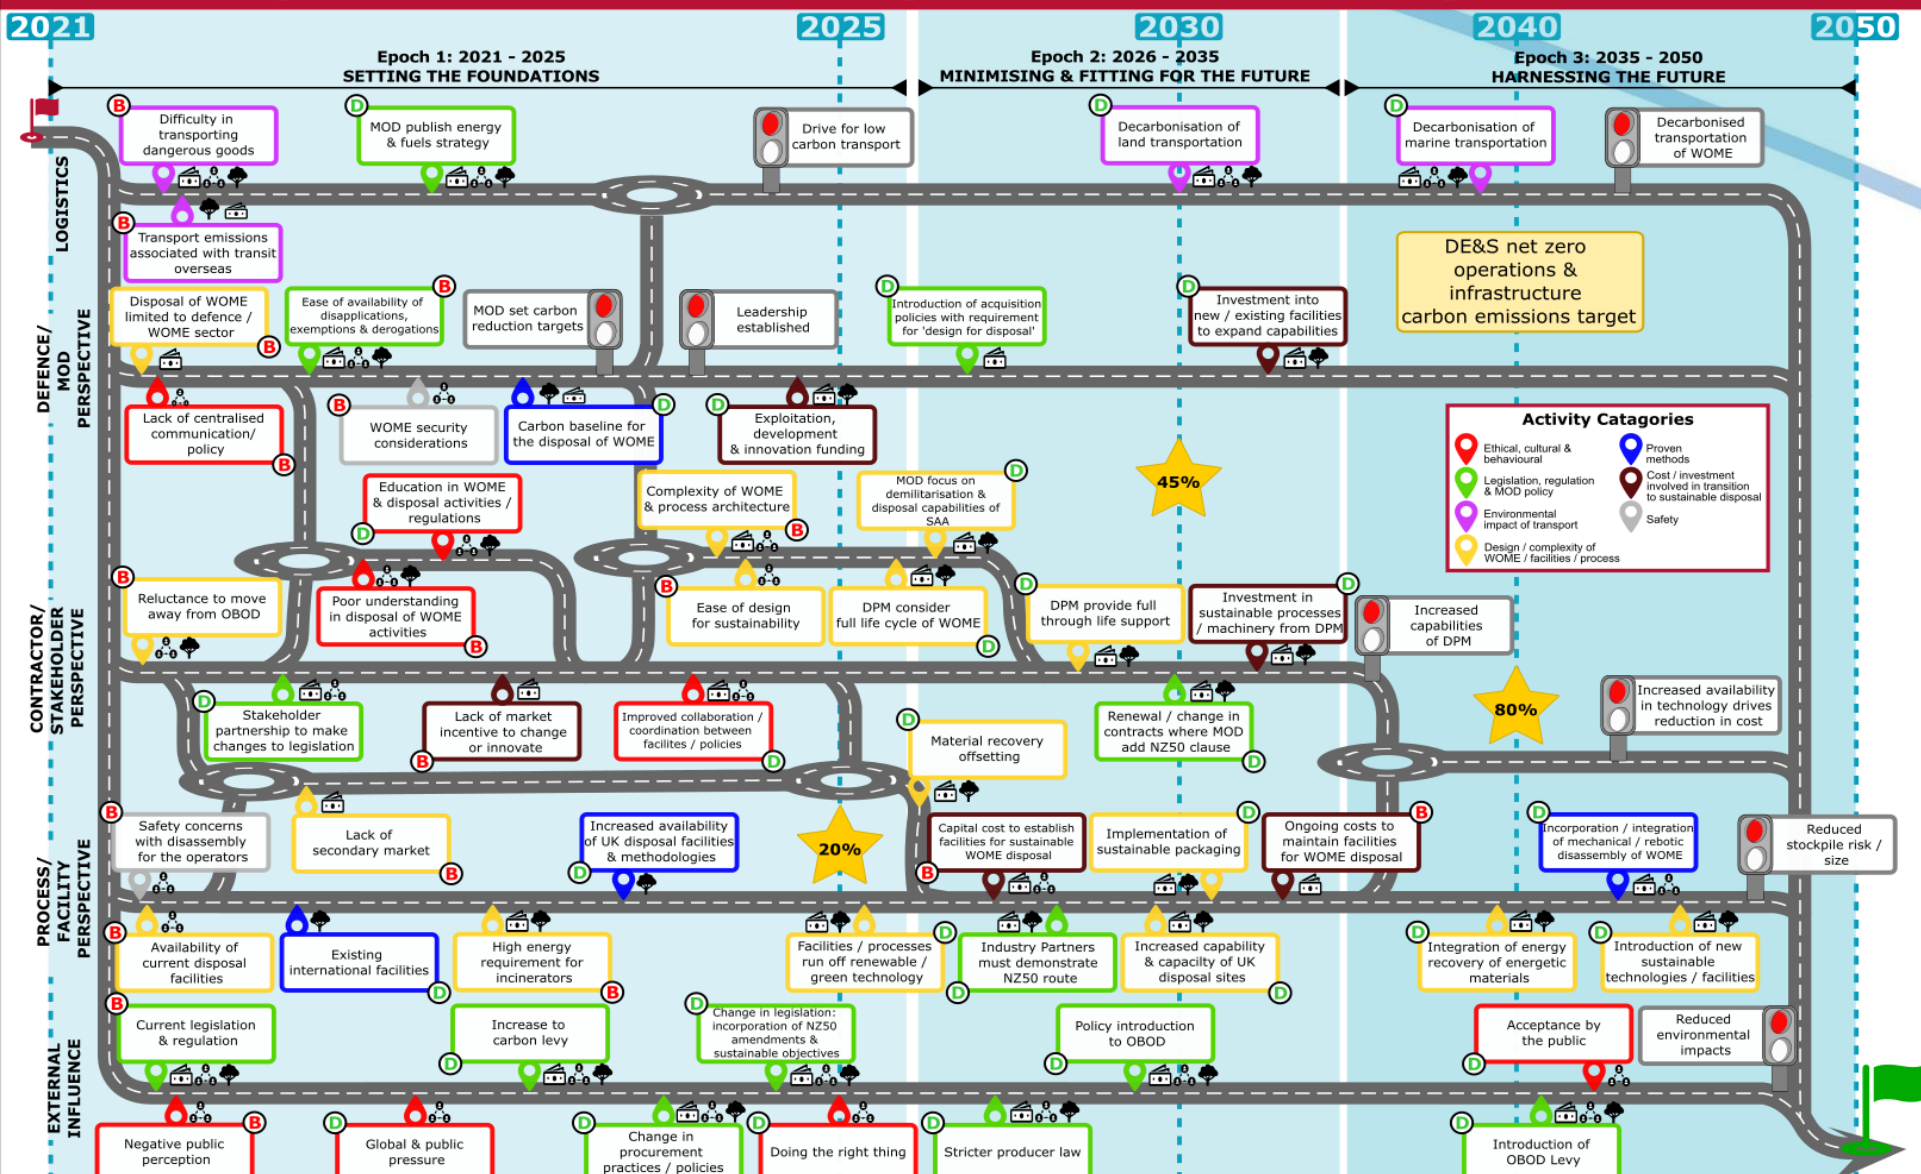 2021
2025
2030
2040
2050
Epoch 1: 2021 - 2025
SETTING THE FOUNDATIONS
Epoch 2: 2026 - 2035
MINIMISING & FITTING FOR THE FUTURE
Epoch 3: 2035 - 2050
HARNESSING THE FUTURE
LOGISTICS
B
Difficulty in
transporting
dangerous goods
D
MOD publish energy
& fuels strategy
Drive for low
carbon transport
D
Decarbonisation of
land transportation
D
Decarbonisation of
marine transportation
Decarbonised
transportation
of WOME
B
Transport emissions
associated with transit
overseas
DE&S net zero
operations &
infrastructure
carbon emissions target
DEFENCE/
MOD
PERSPECTIVE
Disposal of WOME
limited to defence /
WOME sector
B
B
Ease of availability of
disapplications,
exemptions & derogations
MOD set carbon
reduction targets
Leadership
established
D
Introduction of acquisition
policies with requirement
for 'design for disposal'
D
Investment into
new / existing facilities
to expand capabilities
Lack of centralised
communication/
policy
B
B
WOME security
considerations
D
Carbon baseline for
the disposal of WOME
D
Exploitation,
development
& innovation funding
Activity Catagories
Ethical, cultural &
behavioural
Legislation, regulation
& MOD policy
Environmental
impact of transport
Design / complexity of
WOME / facilities / process
Proven
methods
Cost / investment
involved in transition
to sustainable disposal
Safety
45%
Education in WOME
& disposal activities /
regulations
D
Complexity of WOME
& process architecture
B
D
MOD focus on
demilitarisation &
disposal capabilities of
SAA
CONTRACTOR/
STAKEHOLDER
PERSPECTIVE
B
Reluctance to move
away from OBOD
Poor understanding
in disposal of WOME
activities
B
B
Ease of design
for sustainability
DPM consider
full life cycle of WOME
D
D
DPM provide full
through life support
D
Investment in
sustainable processes
/ machinery from DPM
Increased
capabilities
of DPM
D
Stakeholder
partnership to make
changes to legislation
Lack of market
incentive to change
or innovate
B
Improved collaboration /
coordination between
facilites / policies
D
D
Material recovery
offsetting
Renewal / change in
contracts where MOD
add NZ50 clause
D
80%
Increased availability
in technology drives
reduction in cost
PROCESS/
FACILITY
PERSPECTIVE
B
Safety concerns
with disassembly
for the operators
Lack of
secondary market
B
Increased availability
of UK disposal facilities
& methodologies
D
20%
Capital cost to establish
facilities for sustainable
WOME disposal
B
D
Implementation of
sustainable packaging
B
Ongoing costs to
maintain facilities
for WOME disposal
D
Incorporation / integration
of mechanical / rebotic
disassembly of WOME
Reduced
stockpile risk /
size
B
Availability of
current disposal
facilities
Existing
international facilities
D
High energy
requirement for
incinerators
B
D
Facilities / processes
run off renewable /
green technology
Industry Partners
must demonstrate
NZ50 route
D
Increased capability
& capacilty of UK
disposal sites
D
D
Integration of energy
recovery of energetic
materials
D
Introduction of new
sustainable
technologies / facilities
EXTERNAL
INFLUENCE
B
Current legislation
& regulation
Increase to
carbon levy
D
D
Change in legislation:
incorporation of NZ50
amendments &
sustainable objectives
Policy introduction
to OBOD
D
Acceptance by
the public
D
Reduced
environmental
impacts
B
Negative public
perception
D
Global & public
pressure
D
Change in
procurement
practices / policies
D
Doing the right thing
D
Stricter producer law
D
Introduction of
OBOD Levy